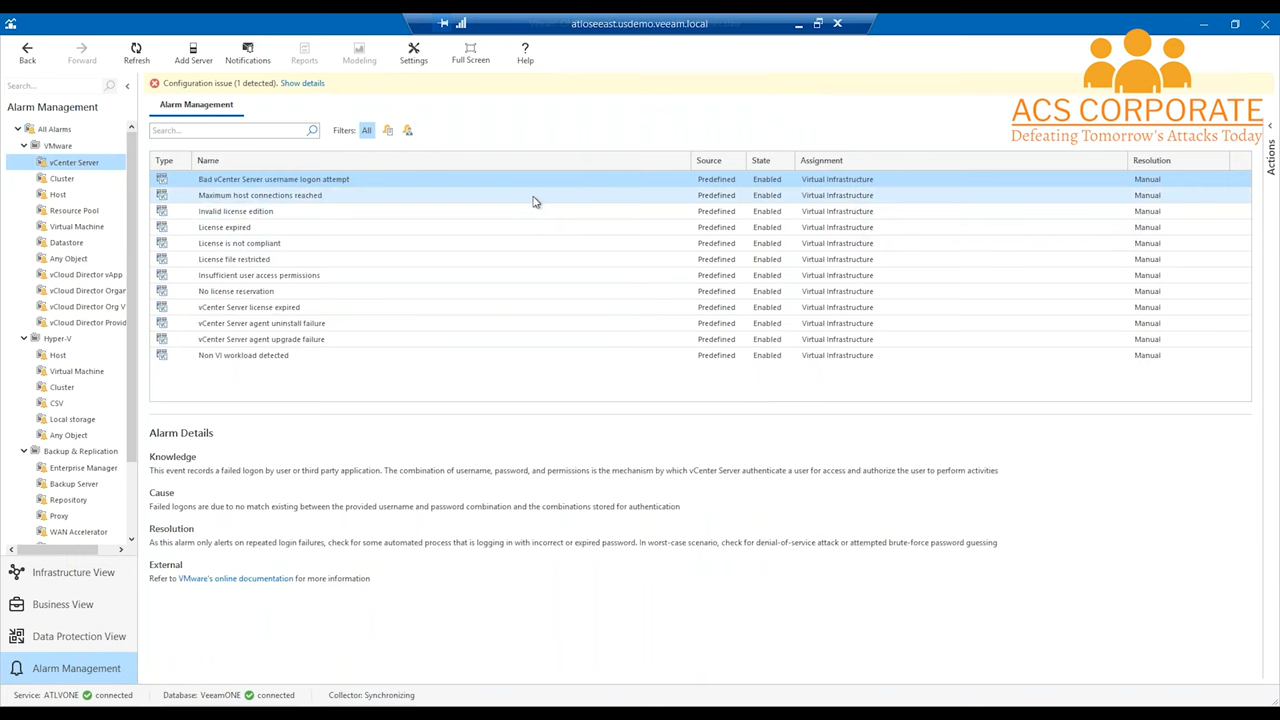 atloseeast.usdemo.veeam.local
Back
Forward
Refresh
Add Server
Notifications
Reports
Modeling
Settings
Full Screen
Help
ACS CORPORATE
Defeating Tomorrow's Attacks Today
Search...
Configuration issue (1 detected). Show details
Alarm Management
Alarm Management
Search...
Filters: All
Actions
All Alarms
VMware
vCenter Server
Cluster
Host
Resource Pool
Virtual Machine
Datastore
Any Object
vCloud Director vApp
vCloud Director Organ
vCloud Director Org V
vCloud Director Provid
Hyper-V
Host
Virtual Machine
Cluster
CSV
Local storage
Any Object
Backup & Replication
Enterprise Manager
Backup Server
Repository
Proxy
WAN Accelerator
Infrastructure View
Business View
Data Protection View
Alarm Management
Type Name Source State Assignment Resolution
Bad vCenter Server username logon attempt Predefined Enabled Virtual Infrastructure Manual
Maximum host connections reached Predefined Enabled Virtual Infrastructure Manual
Invalid license edition Predefined Enabled Virtual Infrastructure Manual
License expired Predefined Enabled Virtual Infrastructure Manual
License is not compliant Predefined Enabled Virtual Infrastructure Manual
License file restricted Predefined Enabled Virtual Infrastructure Manual
Insufficient user access permissions Predefined Enabled Virtual Infrastructure Manual
No license reservation Predefined Enabled Virtual Infrastructure Manual
vCenter Server license expired Predefined Enabled Virtual Infrastructure Manual
vCenter Server agent uninstall failure Predefined Enabled Virtual Infrastructure Manual
vCenter Server agent upgrade failure Predefined Enabled Virtual Infrastructure Manual
Non VI workload detected Predefined Enabled Virtual Infrastructure Manual
Alarm Details
Knowledge
This event records a failed logon by user or third party application. The combination of username, password, and permissions is the mechanism by which vCenter Server authenticate a user for access and authorize the user to perform activities
Cause
Failed logons are due to no match existing between the provided username and password combination and the combinations stored for authentication
Resolution
As this alarm only alerts on repeated login failures, check for some automated process that is logging in with incorrect or expired password. In worst-case scenario, check for denial-of-service attack or attempted brute-force password guessing
External
Refer to VMware's online documentation for more information
Service: ATLVONE connected Database: VeeamONE connected Collector: Synchronizing